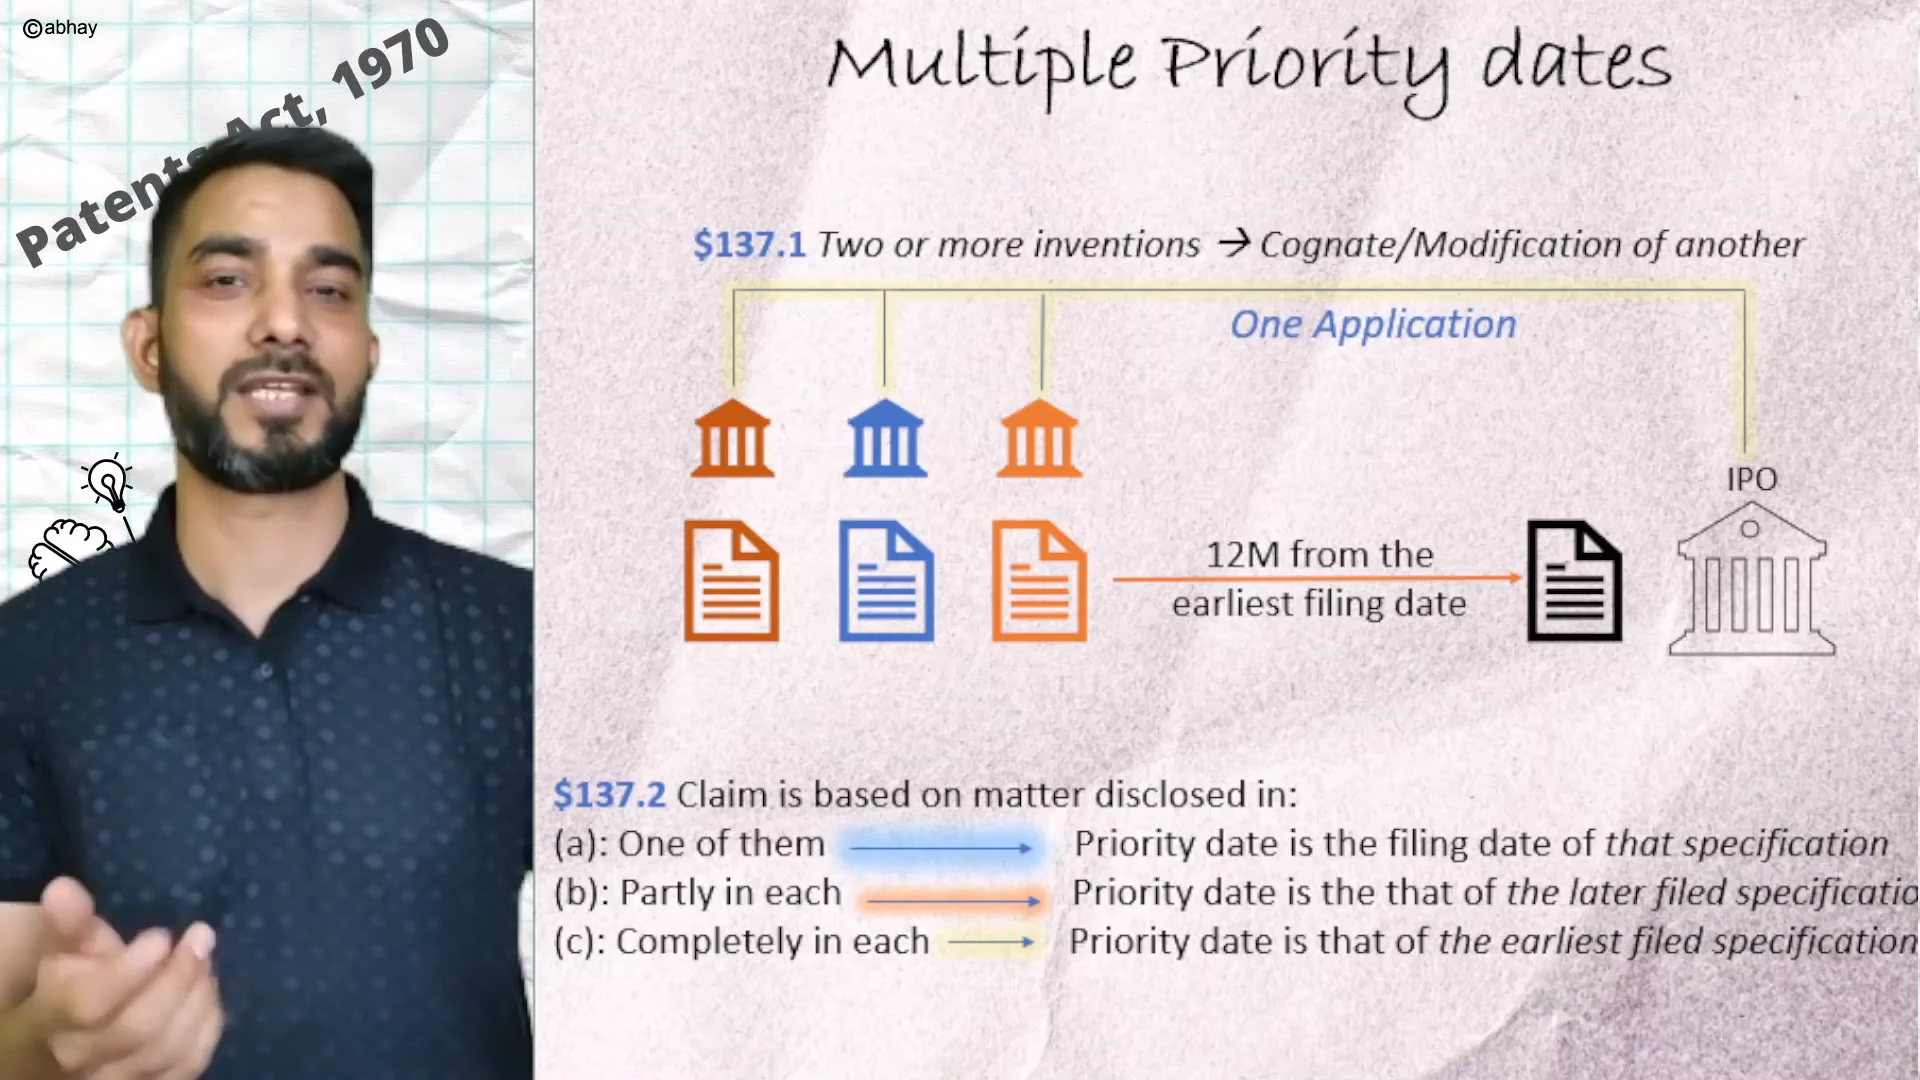 ©abhay
Patents Act, 1970
Multiple Priority dates
$137.1 Two or more inventions → Cognate/Modification of another
One Application
IPO
12M from the
earliest filing date
$137.2 Claim is based on matter disclosed in:
(a): One of them → Priority date is the filing date of that specification
(b): Partly in each → Priority date is the that of the later filed specificatio
(c): Completely in each → Priority date is that of the earliest filed specification